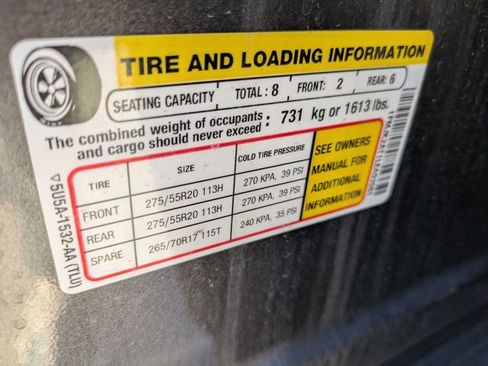 TIRE AND LOADING INFORMATION
SEATING CAPACITY TOTAL: 8 FRONT: 2 REAR: 6
The combined weight of occupants and cargo should never exceed: 731 kg or 1613 lbs.
TIRE SIZE COLD TIRE PRESSURE
FRONT 275/55R20 113H 270 KPA, 39 PSI
REAR 275/55R20 113H 270 KPA, 39 PSI
SPARE 265/70R17 115T 240 KPA, 35 PSI
SEE OWNERS
MANUAL FOR
ADDITIONAL
INFORMATION
5U5A-1532-AA (TLU)